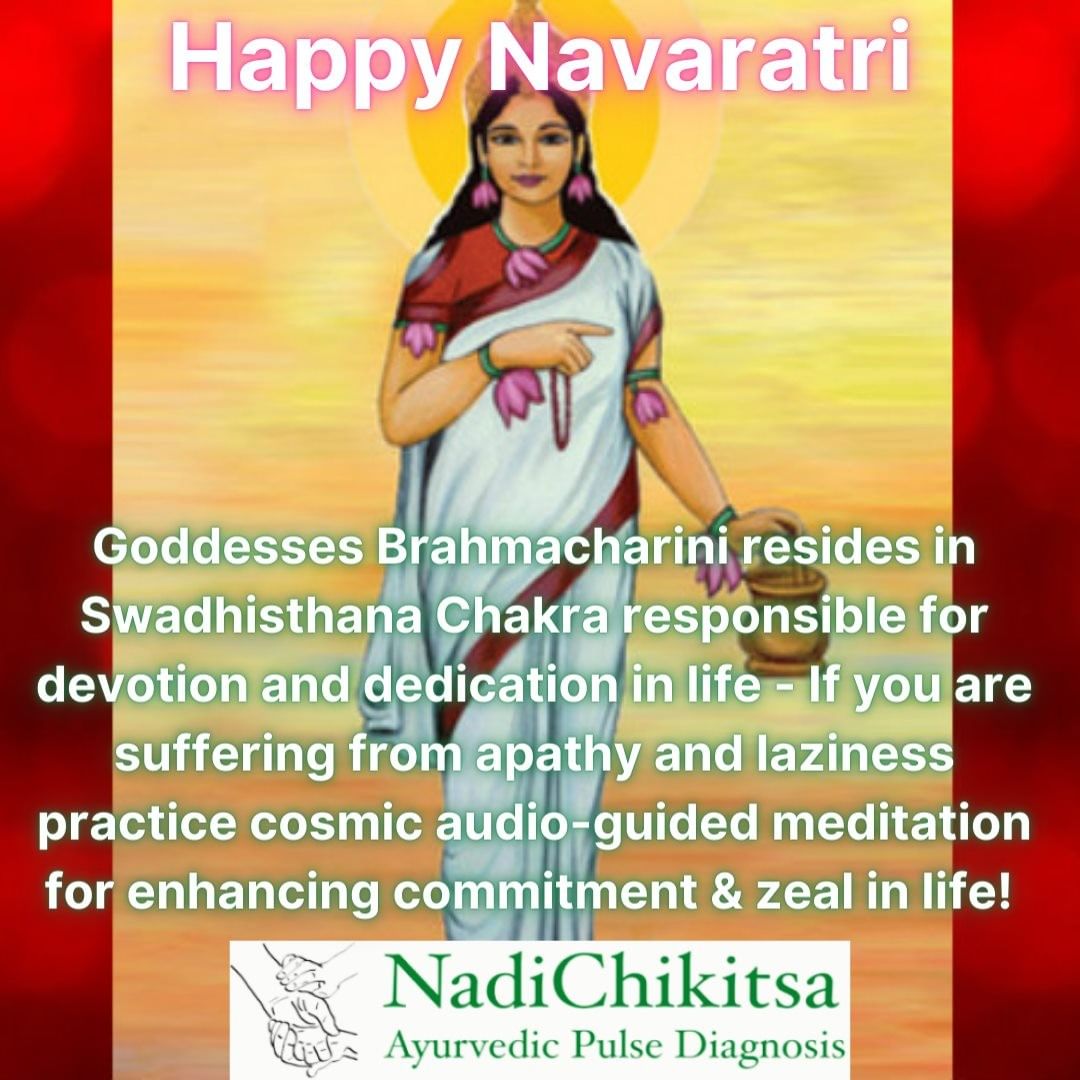 Happy Navaratri
Goddesses Brahmacharini resides in
Swadhisthana Chakra responsible for
devotion and dedication in life - If you are
suffering from apathy and laziness
practice cosmic audio-guided meditation
for enhancing commitment & zeal in life!
NadiChikitsa
Ayurvedic Pulse Diagnosis